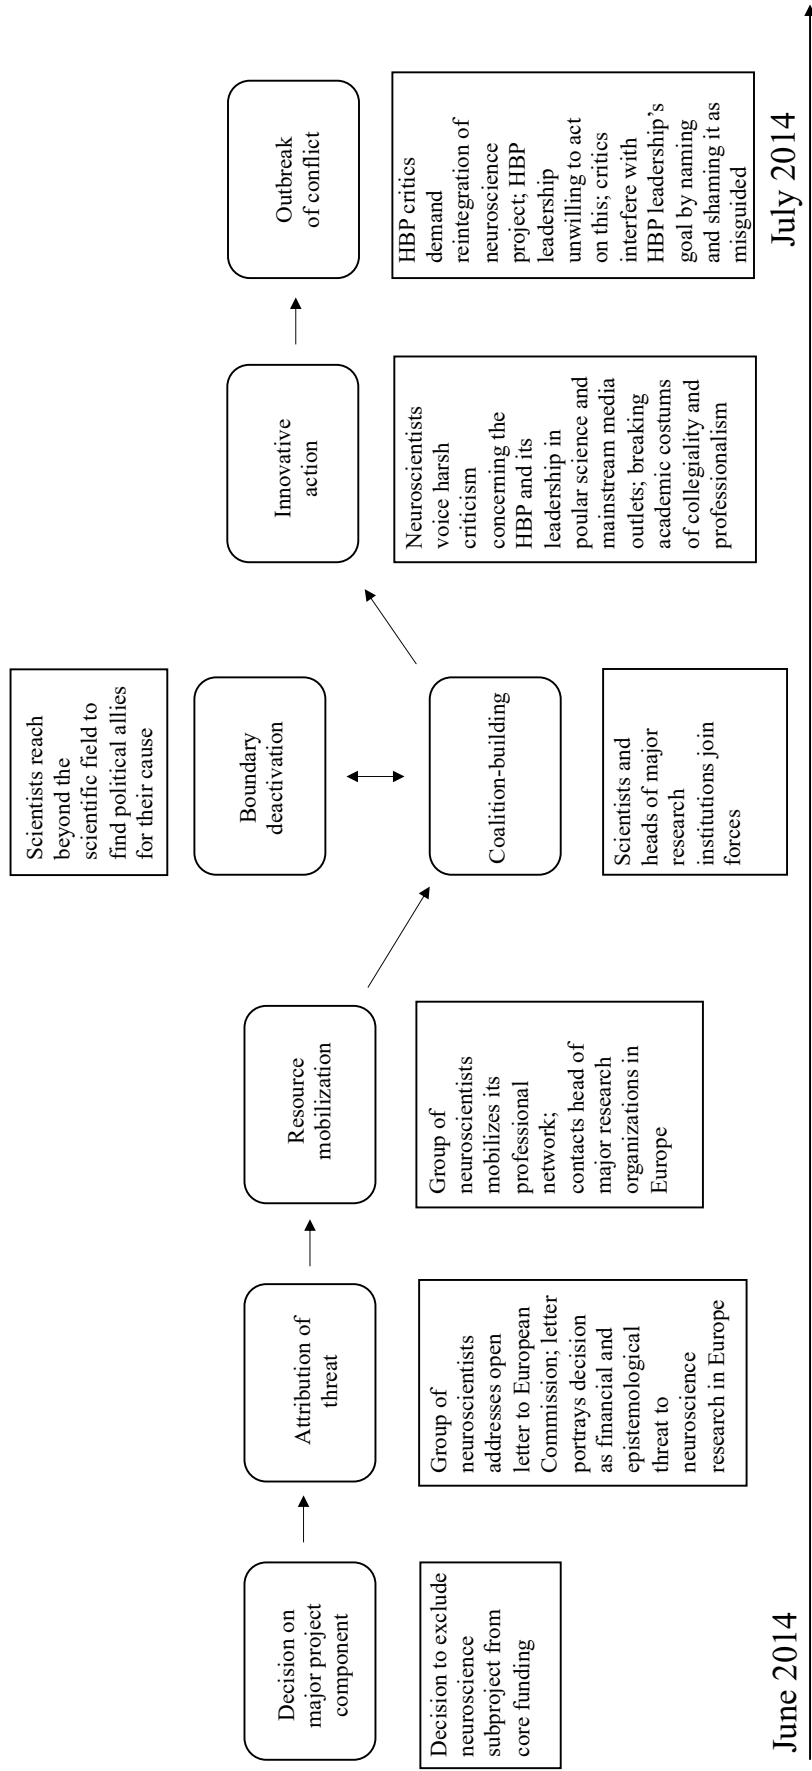 Decision on
major project
component
Decision to exclude
neuroscience
subproject from
core funding
Attribution of
threat
Group of
neuroscientists
addresses open
letter to European
Commission; letter
portrays decision
as financial and
epistemological
threat to
neuroscience
research in Europe
Resource
mobilization
Group of
neuroscientists
mobilizes its
professional
network;
contacts head of
major research
organizations in
Europe
Scientists reach
beyond the
scientific field to
find political allies
for their cause
Boundary
deactivation
Coalition-building
Scientists and
heads of major
research
institutions join
forces
Innovative
action
Neuroscientists
voice harsh
criticism
concerning the
HBP and its
leadership in
poular science and
mainstream media
outlets; breaking
academic costums
of collegiality and
professionalism
Outbreak
of conflict
HBP critics
demand
reintegration of
neuroscience
project; HBP
leadership
unwilling to act
on this; critics
interfere with
HBP leadership’s
goal by naming
and shaming it as
misguided
June 2014
July 2014